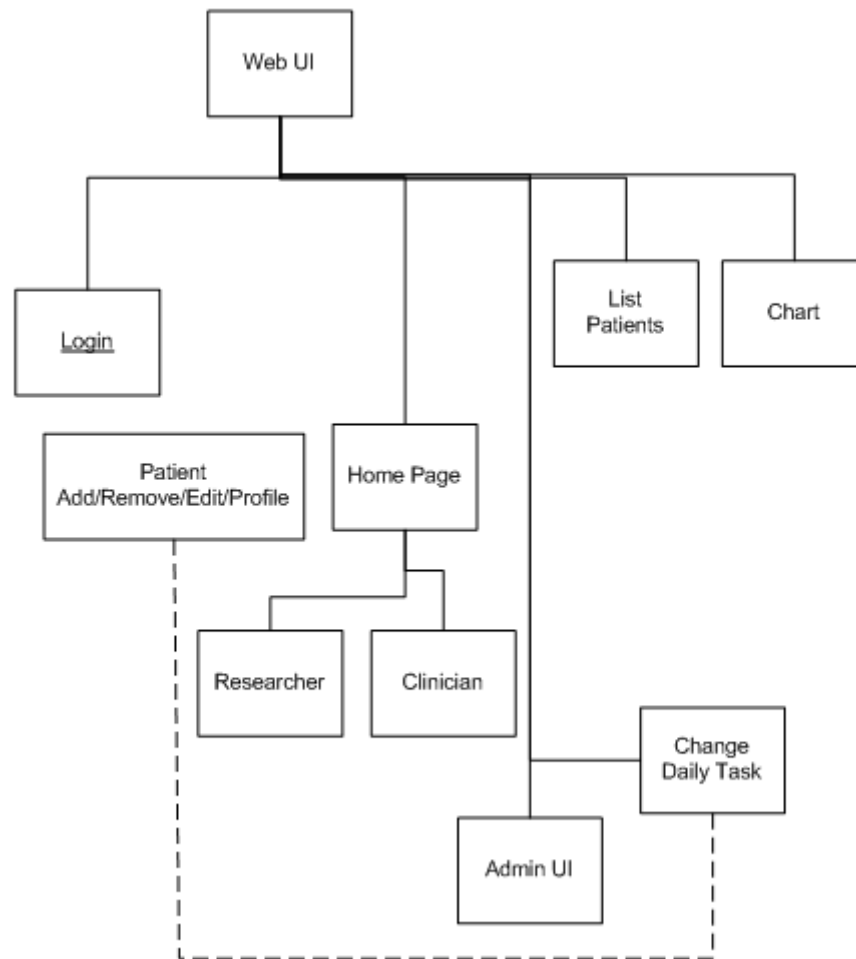 Web UI
Login
List
Patients
Chart
Patient
Add/Remove/Edit/Profile
Home Page
Researcher
Clinician
Change
Daily Task
Admin UI